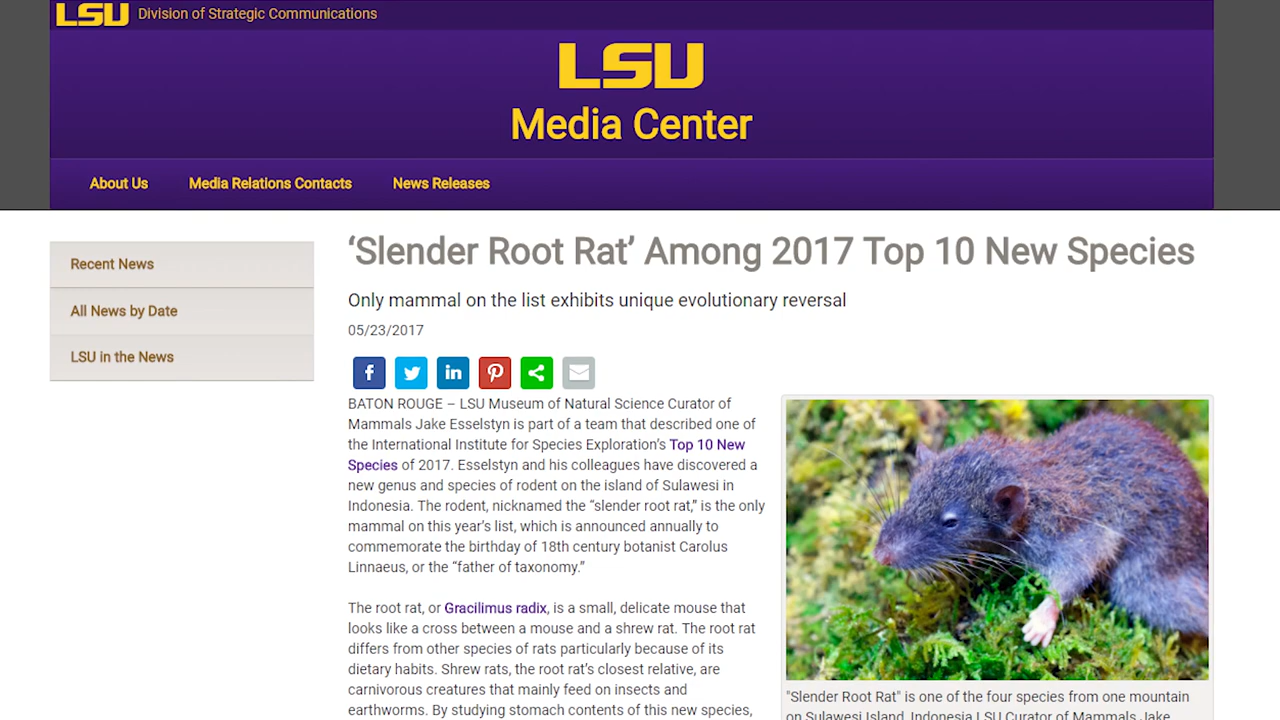 LSU Division of Strategic Communications
LSU
Media Center
About Us Media Relations Contacts News Releases
Recent News
All News by Date
LSU in the News
‘Slender Root Rat’ Among 2017 Top 10 New Species
Only mammal on the list exhibits unique evolutionary reversal
05/23/2017
BATON ROUGE – LSU Museum of Natural Science Curator of
Mammals Jake Esselstyn is part of a team that described one of
the International Institute for Species Exploration’s Top 10 New
Species of 2017. Esselstyn and his colleagues have discovered a
new genus and species of rodent on the island of Sulawesi in
Indonesia. The rodent, nicknamed the “slender root rat,” is the only
mammal on this year’s list, which is announced annually to
commemorate the birthday of 18th century botanist Carolus
Linnaeus, or the “father of taxonomy.”
The root rat, or Gracilimus radix, is a small, delicate mouse that
looks like a cross between a mouse and a shrew rat. The root rat
differs from other species of rats particularly because of its
dietary habits. Shrew rats, the root rat’s closest relative, are
carnivorous creatures that mainly feed on insects and
earthworms. By studying stomach contents of this new species,
"Slender Root Rat" is one of the four species from one mountain
on Sulawesi Island, Indonesia LSU Curator of Mammals Jake